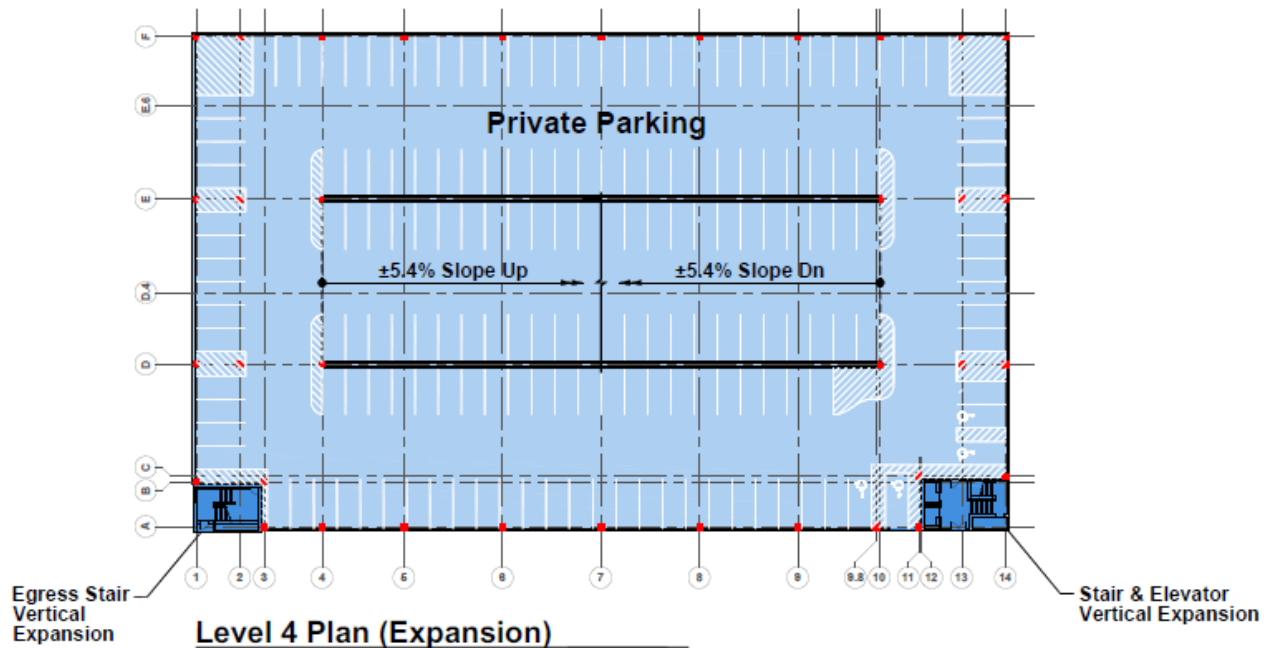 F
E.6
Private Parking
E
±5.4% Slope Up
±5.4% Slope Dn
D.4
D
C
B
A
1 2 3 4 5 6 7 8 9 9.8 10 11 12 13 14
Egress Stair
Vertical
Expansion
Stair & Elevator
Vertical Expansion
Level 4 Plan (Expansion)